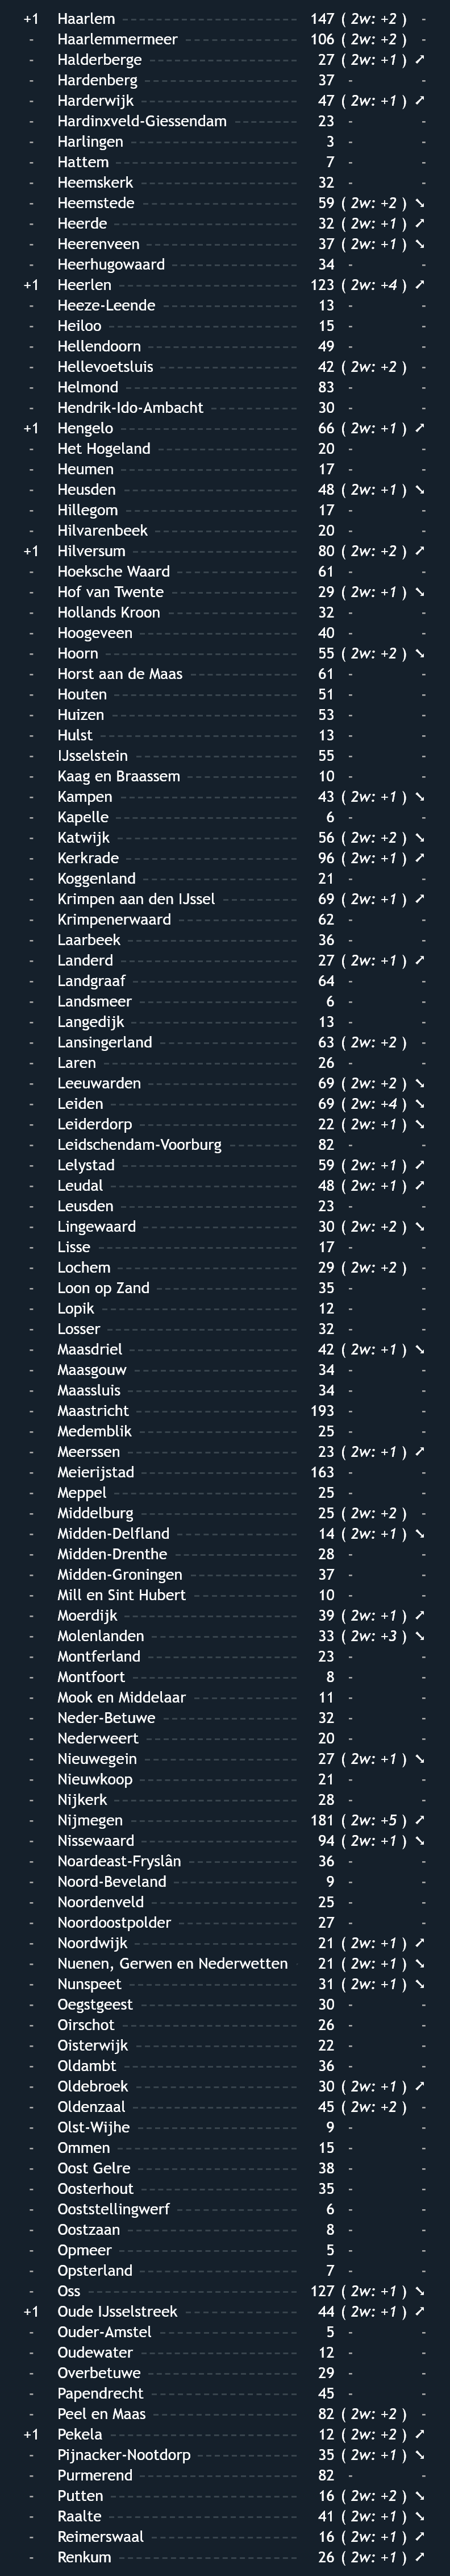 +1 Haarlem 147 ( 2w: +2 ) -
- Haarlemmermeer 106 ( 2w: +2 ) -
- Halderberge 27 ( 2w: +1 ) ↗
- Hardenberg 37 - -
- Harderwijk 47 ( 2w: +1 ) ↗
- Hardinxveld-Giessendam 23 - -
- Harlingen 3 - -
- Hattem 7 - -
- Heemskerk 32 - -
- Heemstede 59 ( 2w: +2 ) ↘
- Heerde 32 ( 2w: +1 ) ↗
- Heerenveen 37 ( 2w: +1 ) ↘
- Heerhugowaard 34 - -
+1 Heerlen 123 ( 2w: +4 ) ↗
- Heeze-Leende 13 - -
- Heiloo 15 - -
- Hellendoorn 49 - -
- Hellevoetsluis 42 ( 2w: +2 ) -
- Helmond 83 - -
- Hendrik-Ido-Ambacht 30 - -
+1 Hengelo 66 ( 2w: +1 ) ↗
- Het Hogeland 20 - -
- Heumen 17 - -
- Heusden 48 ( 2w: +1 ) ↘
- Hillegom 17 - -
- Hilvarenbeek 20 - -
+1 Hilversum 80 ( 2w: +2 ) ↗
- Hoeksche Waard 61 - -
- Hof van Twente 29 ( 2w: +1 ) ↘
- Hollands Kroon 32 - -
- Hoogeveen 40 - -
- Hoorn 55 ( 2w: +2 ) ↘
- Horst aan de Maas 61 - -
- Houten 51 - -
- Huizen 53 - -
- Hulst 13 - -
- IJsselstein 55 - -
- Kaag en Braassem 10 - -
- Kampen 43 ( 2w: +1 ) ↘
- Kapelle 6 - -
- Katwijk 56 ( 2w: +2 ) ↘
- Kerkrade 96 ( 2w: +1 ) ↗
- Koggenland 21 - -
- Krimpen aan den IJssel 69 ( 2w: +1 ) ↗
- Krimpenerwaard 62 - -
- Laarbeek 36 - -
- Landerd 27 ( 2w: +1 ) ↗
- Landgraaf 64 - -
- Landsmeer 6 - -
- Langedijk 13 - -
- Lansingerland 63 ( 2w: +2 ) -
- Laren 26 - -
- Leeuwarden 69 ( 2w: +2 ) ↘
- Leiden 69 ( 2w: +4 ) ↘
- Leiderdorp 22 ( 2w: +1 ) ↘
- Leidschendam-Voorburg 82 - -
- Lelystad 59 ( 2w: +1 ) ↗
- Leudal 48 ( 2w: +1 ) ↗
- Leusden 23 - -
- Lingewaard 30 ( 2w: +2 ) ↘
- Lisse 17 - -
- Lochem 29 ( 2w: +2 ) -
- Loon op Zand 35 - -
- Lopik 12 - -
- Losser 32 - -
- Maasdriel 42 ( 2w: +1 ) ↘
- Maasgouw 34 - -
- Maassluis 34 - -
- Maastricht 193 - -
- Medemblik 25 - -
- Meerssen 23 ( 2w: +1 ) ↗
- Meierijstad 163 - -
- Meppel 25 - -
- Middelburg 25 ( 2w: +2 ) -
- Midden-Delfland 14 ( 2w: +1 ) ↘
- Midden-Drenthe 28 - -
- Midden-Groningen 37 - -
- Mill en Sint Hubert 10 - -
- Moerdijk 39 ( 2w: +1 ) ↗
- Molenlanden 33 ( 2w: +3 ) ↘
- Montferland 23 - -
- Montfoort 8 - -
- Mook en Middelaar 11 - -
- Neder-Betuwe 32 - -
- Nederweert 20 - -
- Nieuwegein 27 ( 2w: +1 ) ↘
- Nieuwkoop 21 - -
- Nijkerk 28 - -
- Nijmegen 181 ( 2w: +5 ) ↗
- Nissewaard 94 ( 2w: +1 ) ↘
- Noardeast-Fryslân 36 - -
- Noord-Beveland 9 - -
- Noordenveld 25 - -
- Noordoostpolder 27 - -
- Noordwijk 21 ( 2w: +1 ) ↗
- Nuenen, Gerwen en Nederwetten 21 ( 2w: +1 ) ↘
- Nunspeet 31 ( 2w: +1 ) ↘
- Oegstgeest 30 - -
- Oirschot 26 - -
- Oisterwijk 22 - -
- Oldambt 36 - -
- Oldebroek 30 ( 2w: +1 ) ↗
- Oldenzaal 45 ( 2w: +2 ) -
- Olst-Wijhe 9 - -
- Ommen 15 - -
- Oost Gelre 38 - -
- Oosterhout 35 - -
- Ooststellingwerf 6 - -
- Oostzaan 8 - -
- Opmeer 5 - -
- Opsterland 7 - -
- Oss 127 ( 2w: +1 ) ↘
+1 Oude IJsselstreek 44 ( 2w: +1 ) ↗
- Ouder-Amstel 5 - -
- Oudewater 12 - -
- Overbetuwe 29 - -
- Papendrecht 45 - -
- Peel en Maas 82 ( 2w: +2 ) -
+1 Pekela 12 ( 2w: +2 ) ↗
- Pijnacker-Nootdorp 35 ( 2w: +1 ) ↘
- Purmerend 82 - -
- Putten 16 ( 2w: +2 ) ↘
- Raalte 41 ( 2w: +1 ) ↘
- Reimerswaal 16 ( 2w: +1 ) ↗
- Renkum 26 ( 2w: +1 ) ↗